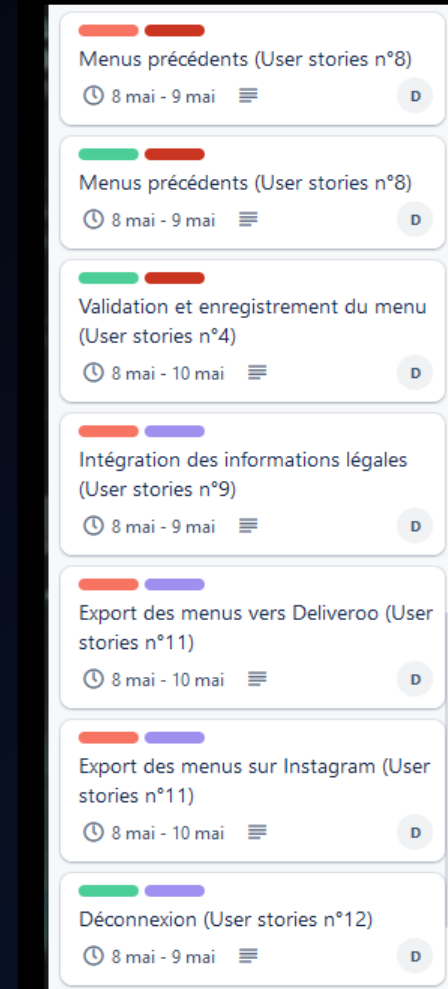 Menus précédents (User stories n°8)
8 mai - 9 mai
D
Menus précédents (User stories n°8)
8 mai - 9 mai
D
Validation et enregistrement du menu
(User stories n°4)
8 mai - 10 mai
D
Intégration des informations légales
(User stories n°9)
8 mai - 9 mai
D
Export des menus vers Deliveroo (User
stories n°11)
8 mai - 10 mai
D
Export des menus sur Instagram (User
stories n°11)
8 mai - 10 mai
D
Déconnexion (User stories n°12)
8 mai - 9 mai
D